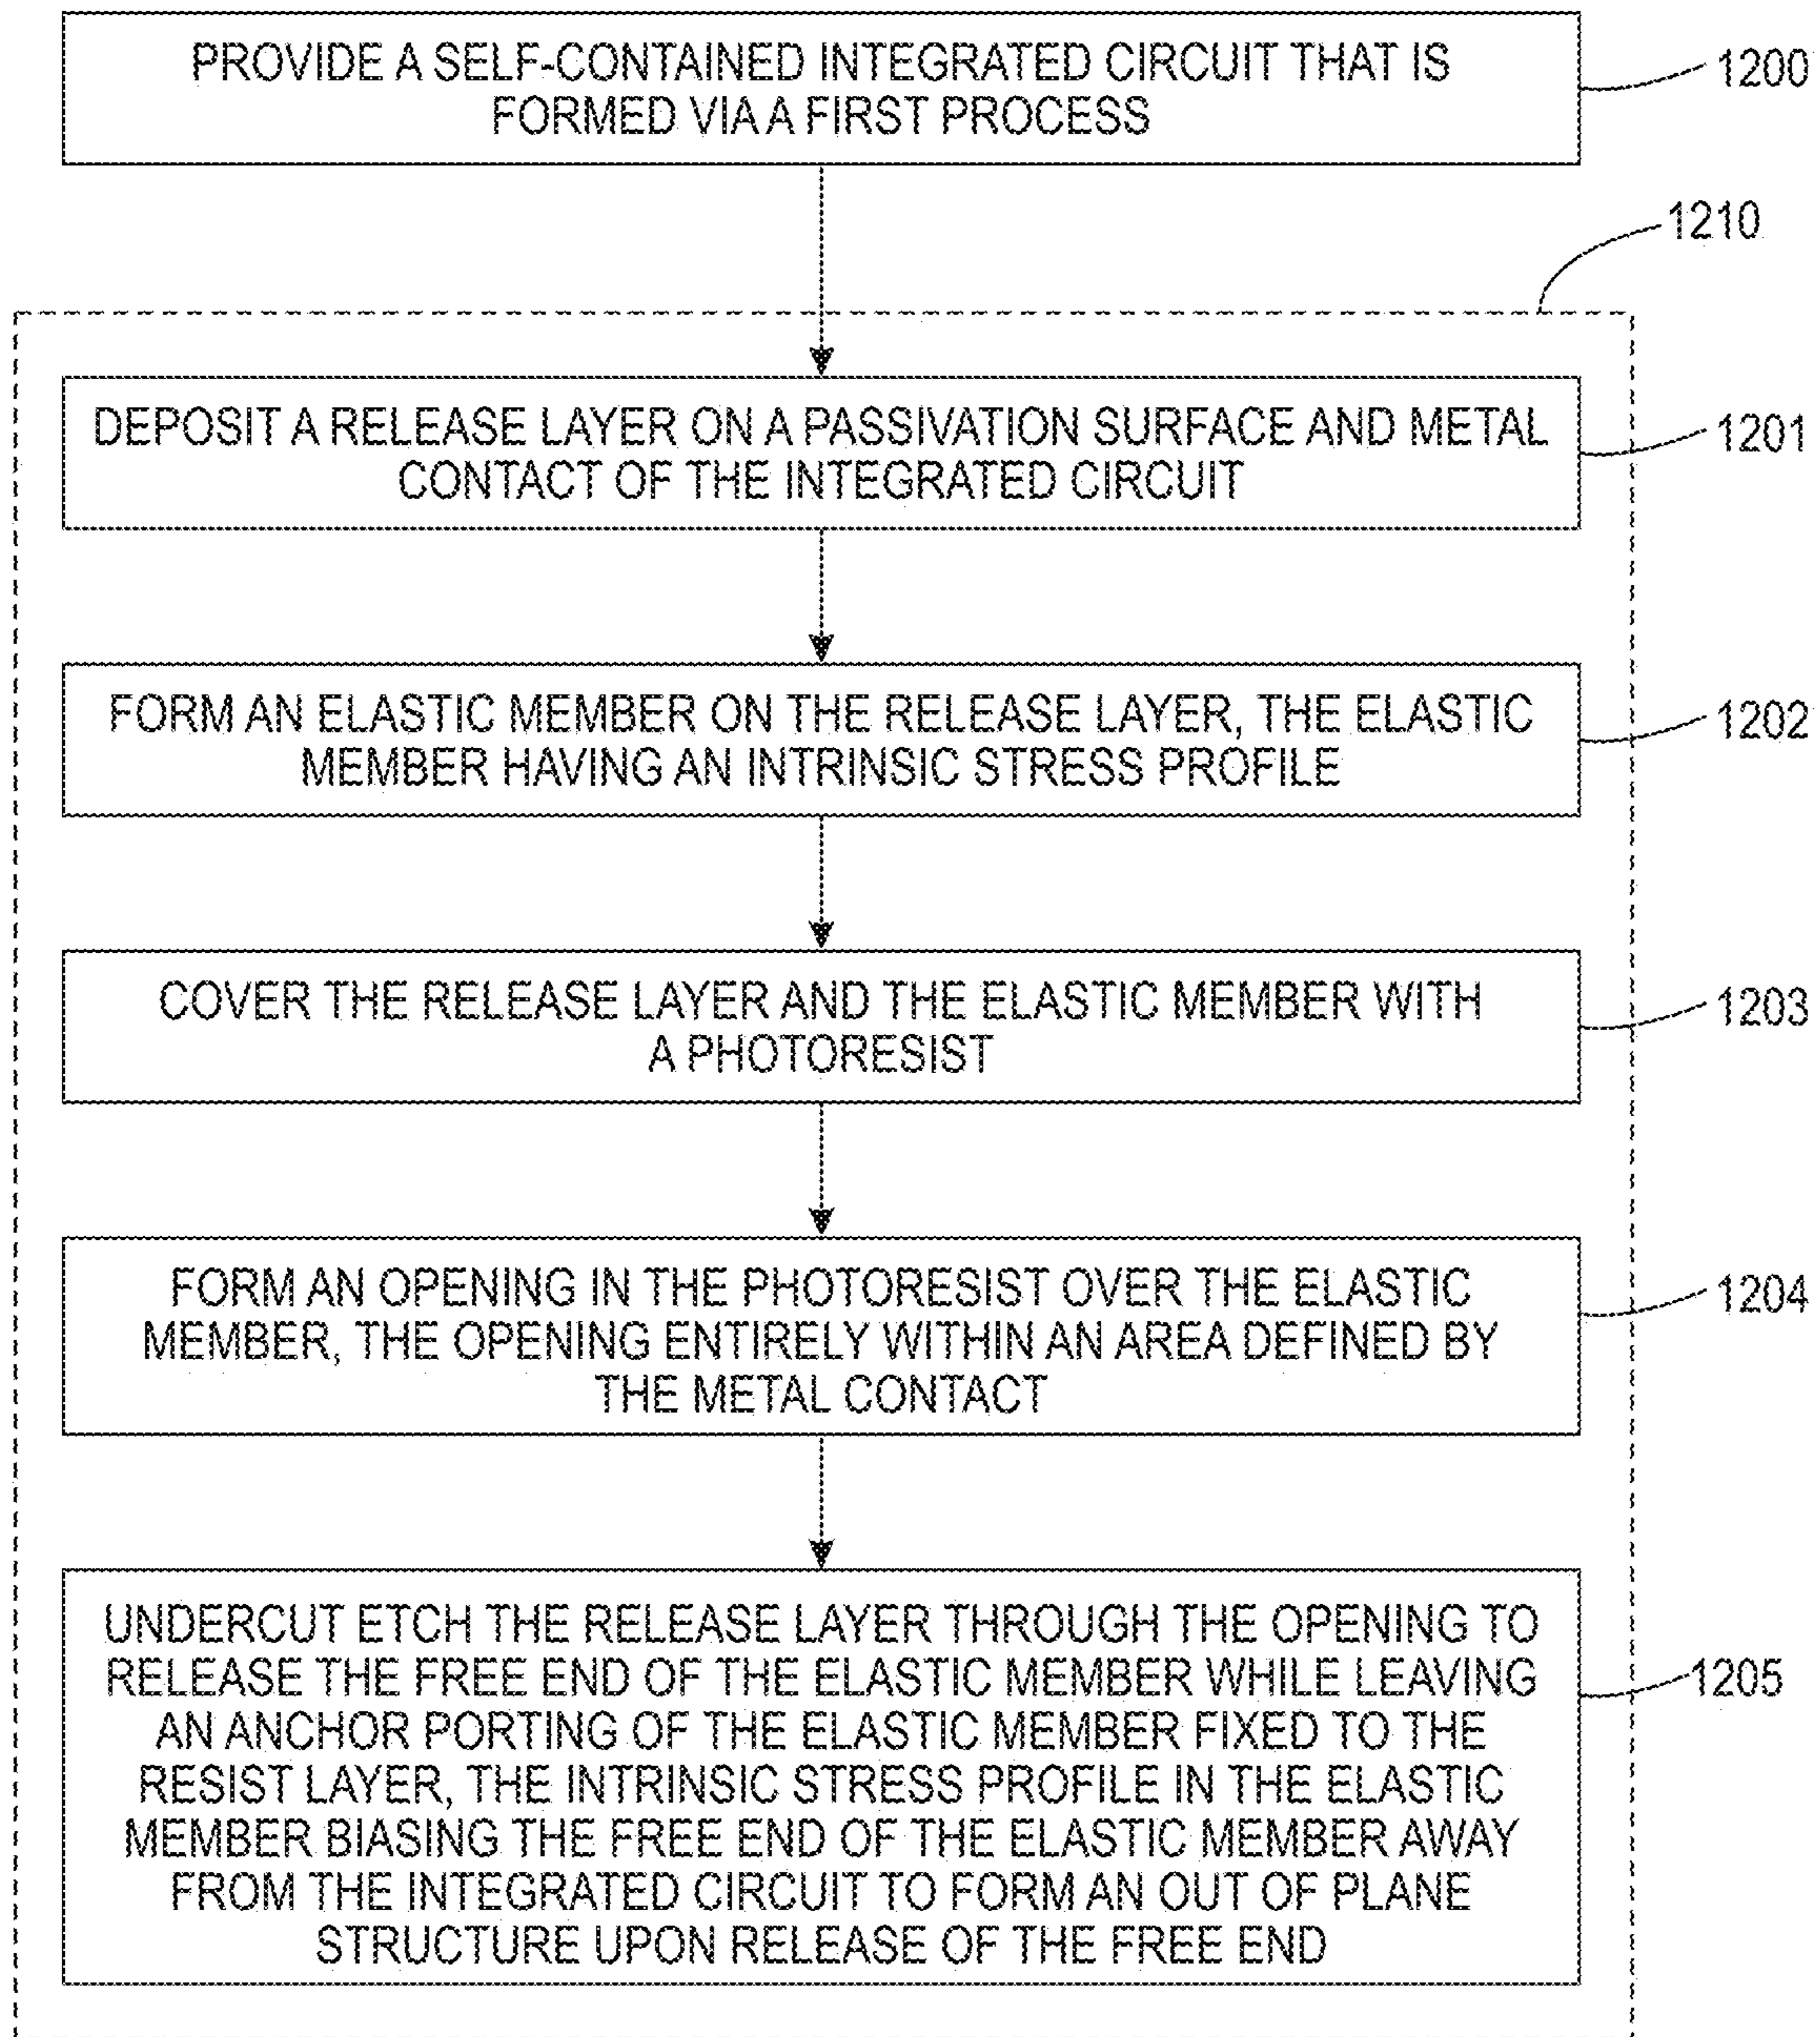 PROVIDE A SELF-CONTAINED INTEGRATED CIRCUIT THAT IS
FORMED VIA A FIRST PROCESS
1200
1210
DEPOSIT A RELEASE LAYER ON A PASSIVATION SURFACE AND METAL
CONTACT OF THE INTEGRATED CIRCUIT
1201
FORM AN ELASTIC MEMBER ON THE RELEASE LAYER, THE ELASTIC
MEMBER HAVING AN INTRINSIC STRESS PROFILE
1202
COVER THE RELEASE LAYER AND THE ELASTIC MEMBER WITH
A PHOTORESIST
1203
FORM AN OPENING IN THE PHOTORESIST OVER THE ELASTIC
MEMBER, THE OPENING ENTIRELY WITHIN AN AREA DEFINED BY
THE METAL CONTACT
1204
UNDERCUT ETCH THE RELEASE LAYER THROUGH THE OPENING TO
RELEASE THE FREE END OF THE ELASTIC MEMBER WHILE LEAVING
AN ANCHOR PORTING OF THE ELASTIC MEMBER FIXED TO THE
RESIST LAYER, THE INTRINSIC STRESS PROFILE IN THE ELASTIC
MEMBER BIASING THE FREE END OF THE ELASTIC MEMBER AWAY
FROM THE INTEGRATED CIRCUIT TO FORM AN OUT OF PLANE
STRUCTURE UPON RELEASE OF THE FREE END
1205